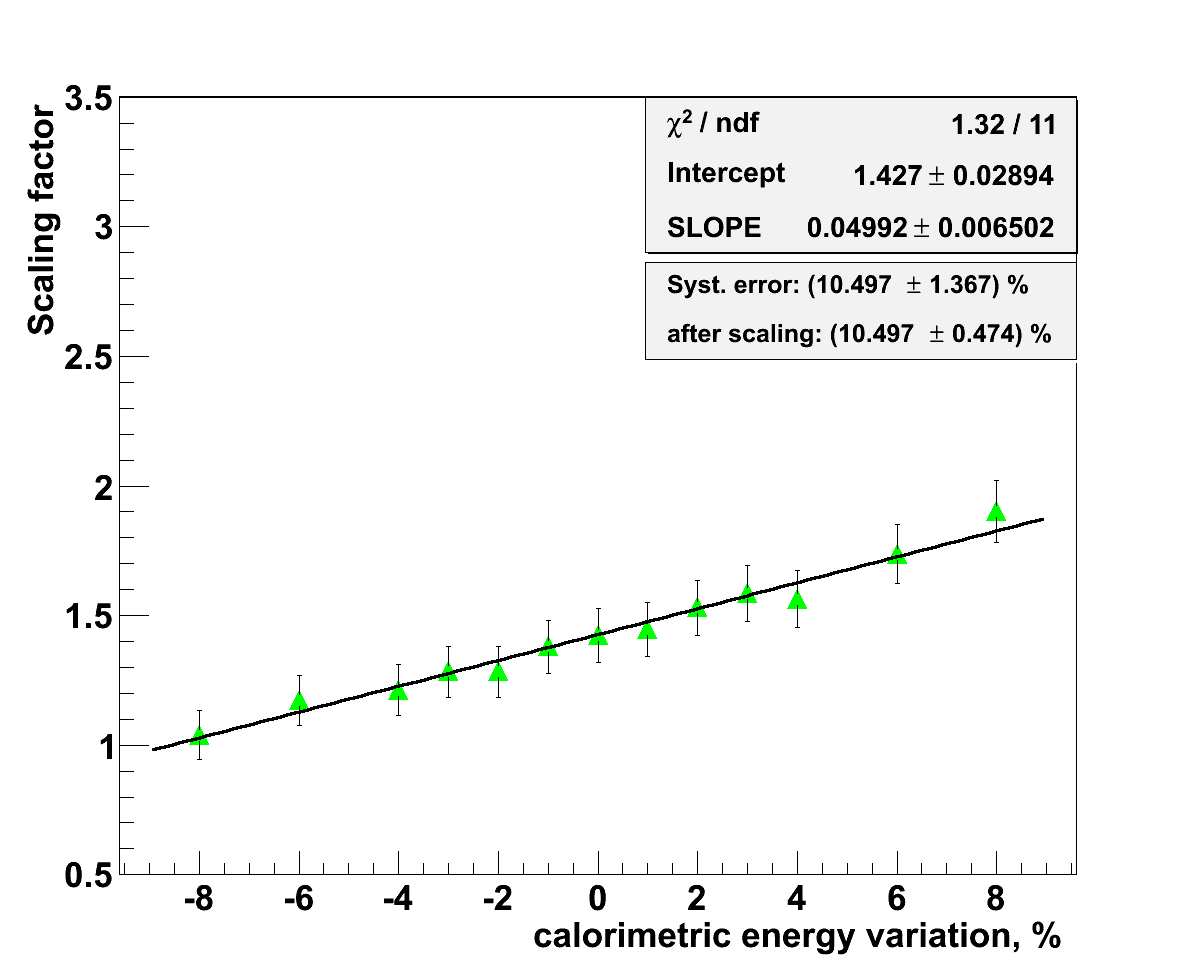 Scaling factor
3.5
3
2.5
2
1.5
1
0.5
χ² / ndf 1.32 / 11
Intercept 1.427 ± 0.02894
SLOPE 0.04992 ± 0.006502
Syst. error: (10.497 ± 1.367) %
after scaling: (10.497 ± 0.474) %
-8 -6 -4 -2 0 2 4 6 8
calorimetric energy variation, %